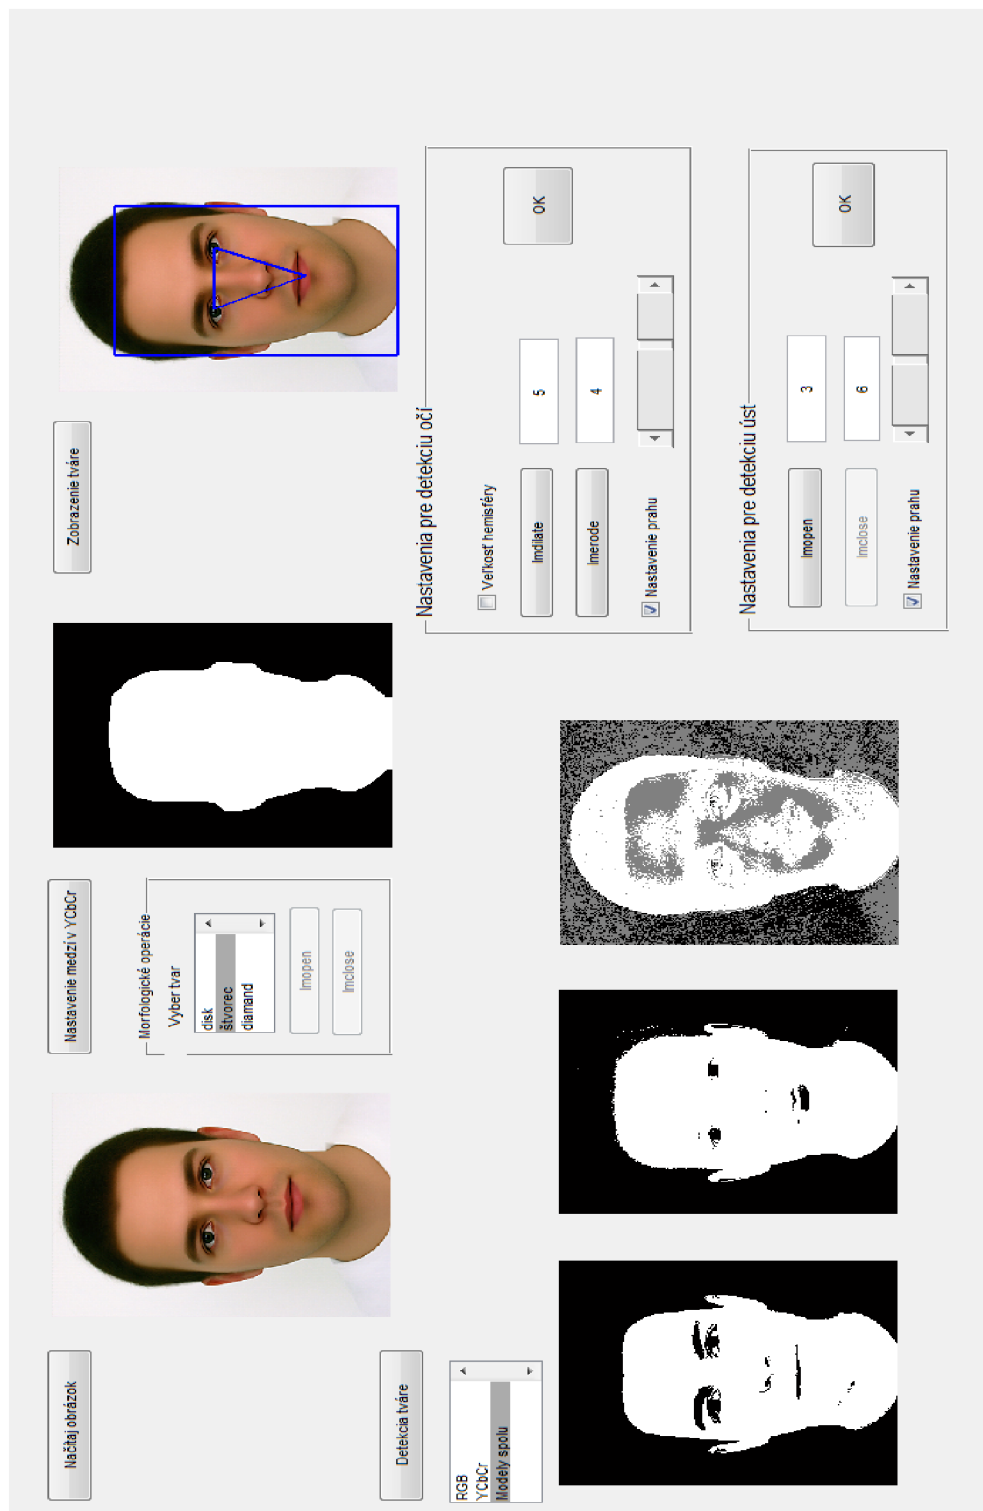 Načítaj obrázok
Nastavenie medzí v YCbCr
Zobrazenie tváre
Morfologické operácie
Vyber tvar
disk
štvorec
diamand
Imopen
Imclose
Detekcia tváre
RGB
YCbCr
Modely spolu
Nastavenia pre detekciu očí
Veľkosť hemisféry
Imdilate
5
OK
Imerode
4
Nastavenie prahu
Nastavenia pre detekciu úst
Imopen
3
OK
Imclose
6
Nastavenie prahu